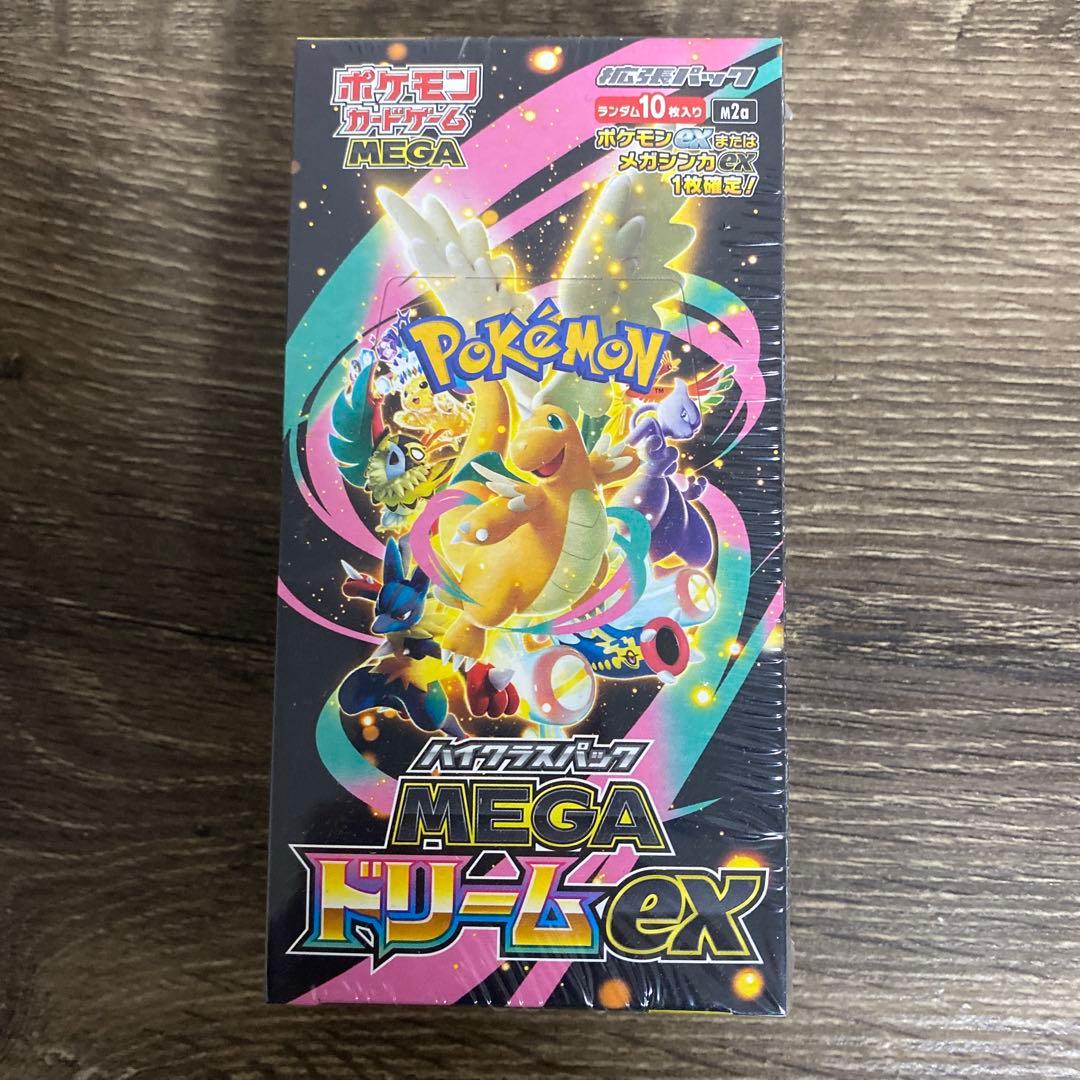 ポケモン
カードゲーム™
MEGA
拡張パック
ランダム10枚入り M2a
ポケモンexまたは
メガシンカex
1枚確定!
POKéMON™
ハイクラスパック
MEGA
ドリームex